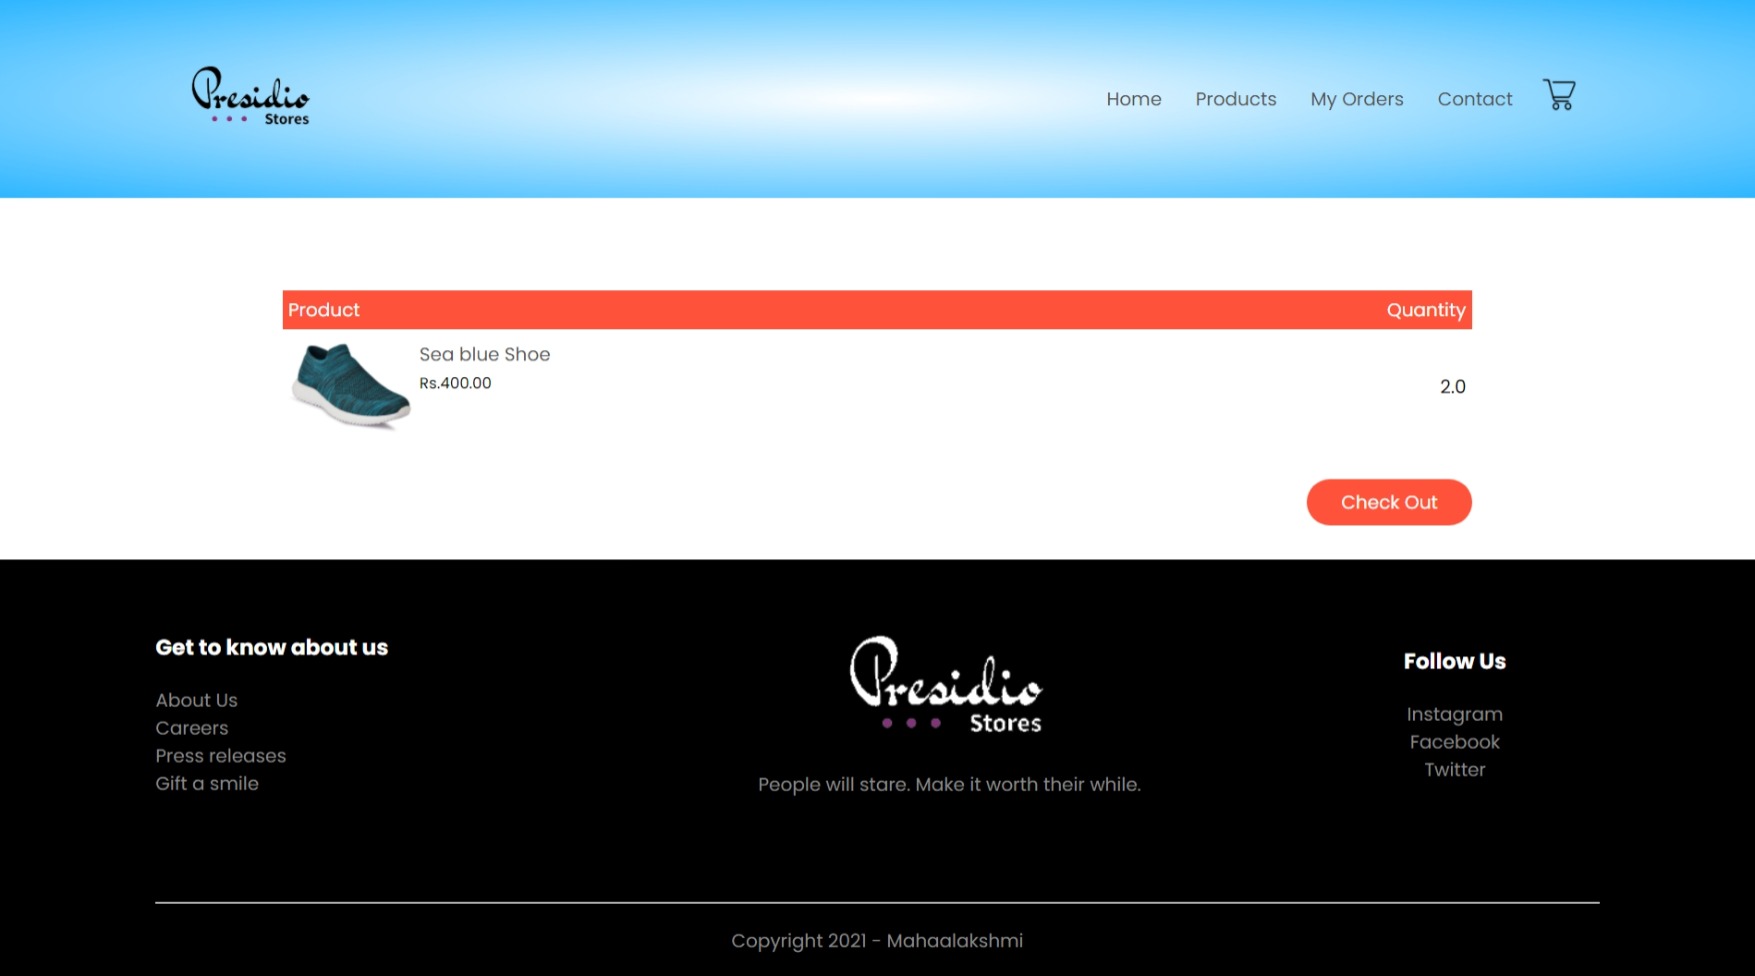 Presidio
Stores
Home Products My Orders Contact
Product Quantity
Sea blue Shoe
Rs.400.00
2.0
Check Out
Get to know about us
About Us
Careers
Press releases
Gift a smile
Presidio
Stores
People will stare. Make it worth their while.
Follow Us
Instagram
Facebook
Twitter
Copyright 2021 - Mahaalakshmi